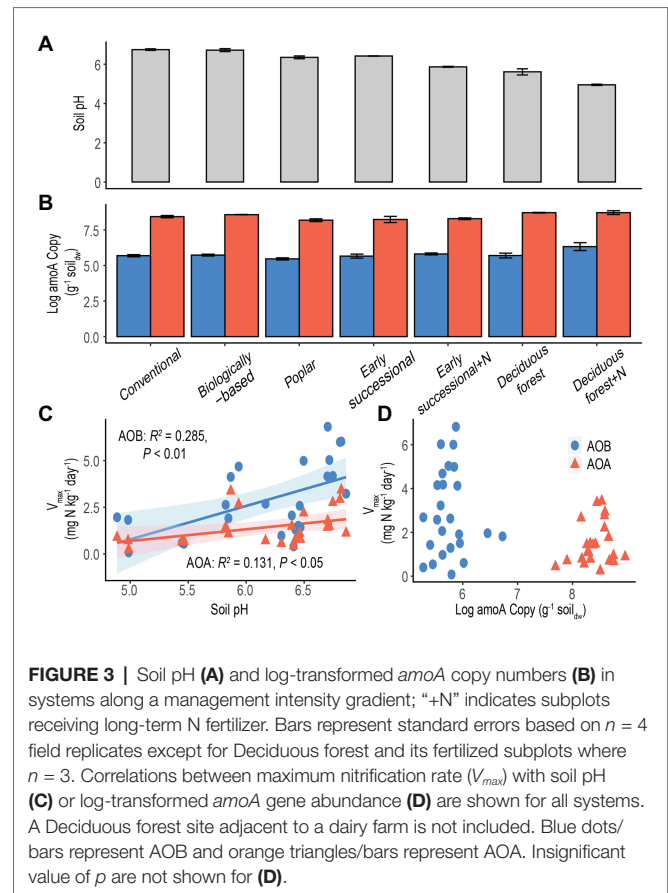 A
Soil pH
6
4
2
0
B
Log amoA Copy
(g⁻¹ soil_dw)
7.5
5.0
2.5
0.0
Conventional
Biologically
–based
Poplar
Early
successional
Early
successional+N
Deciduous
forest
Deciduous
forest+N
C
AOB: R² = 0.285,
P < 0.01
V_max
(mg N kg⁻¹ day⁻¹)
5.0
2.5
0.0
AOA: R² = 0.131, P < 0.05
5.0 5.5 6.0 6.5
Soil pH
D
AOB
AOA
V_max
(mg N kg⁻¹ day⁻¹)
6
4
2
0
6 7 8
Log amoA Copy (g⁻¹ soil_dw)
FIGURE 3 | Soil pH (A) and log-transformed amoA copy numbers (B) in
systems along a management intensity gradient; “+N” indicates subplots
receiving long-term N fertilizer. Bars represent standard errors based on n = 4
field replicates except for Deciduous forest and its fertilized subplots where
n = 3. Correlations between maximum nitrification rate (V_max) with soil pH
(C) or log-transformed amoA gene abundance (D) are shown for all systems.
A Deciduous forest site adjacent to a dairy farm is not included. Blue dots/
bars represent AOB and orange triangles/bars represent AOA. Insignificant
value of p are not shown for (D).